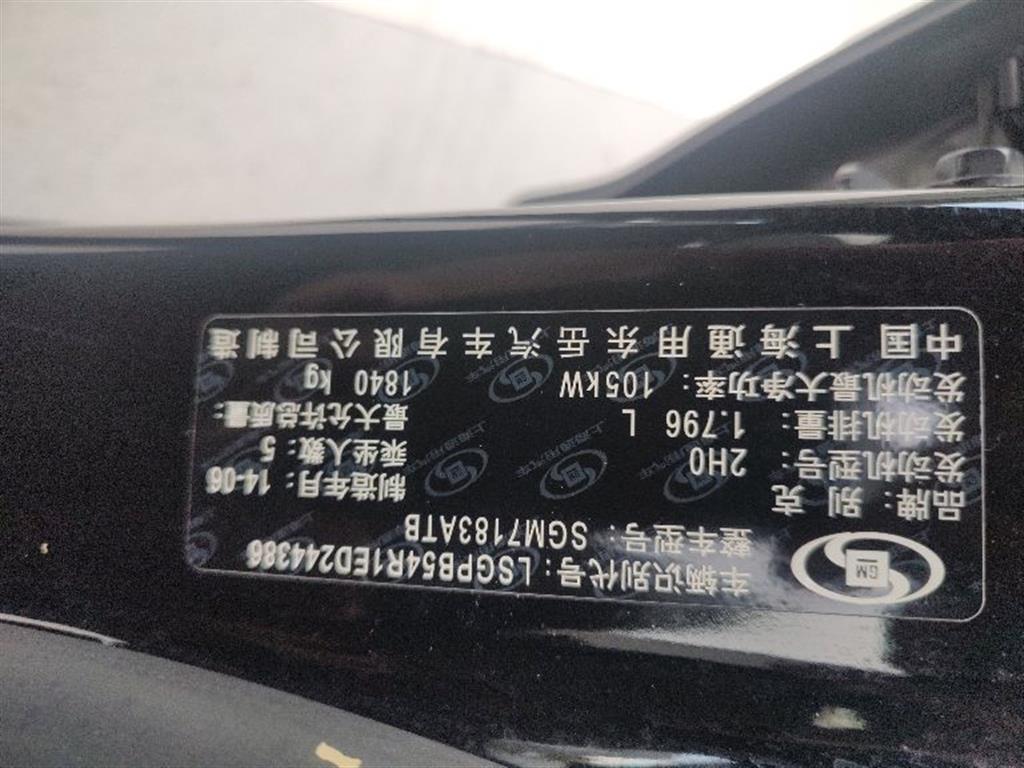 车辆识别代号:LSGPB54R1ED244386
整车型号: SGM7183ATB
GM
品牌: 别 克
制造年月: 14-06
发动机型号: 2H0
乘坐人数: 5
发动机排量: 1.796 L
最大允许总质量:
发动机最大净功率: 105kW
1840 kg
中国 上海通用东岳汽车有限公司制造